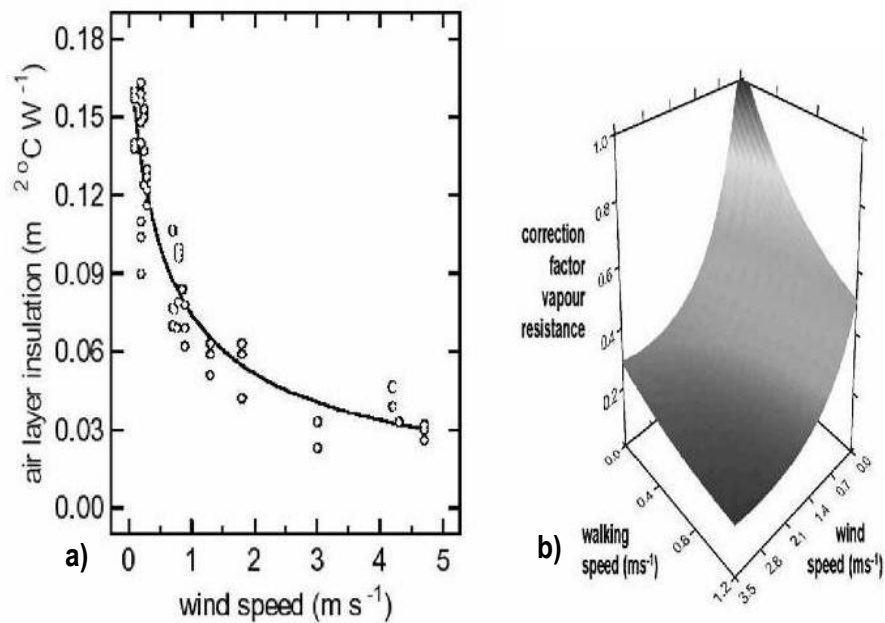 0.18
0.15
0.12
0.09
0.06
0.03
0.00
air layer insulation (m ²°C W⁻¹)
0 1 2 3 4 5
wind speed (m s⁻¹)
a)
1.0
0.8
0.6
0.4
0.2
correction
factor
vapour
resistance
0.0
0.4
0.8
1.2
walking
speed (ms⁻¹)
0.0
0.7
1.4
2.1
2.8
3.5
wind
speed (ms⁻¹)
b)